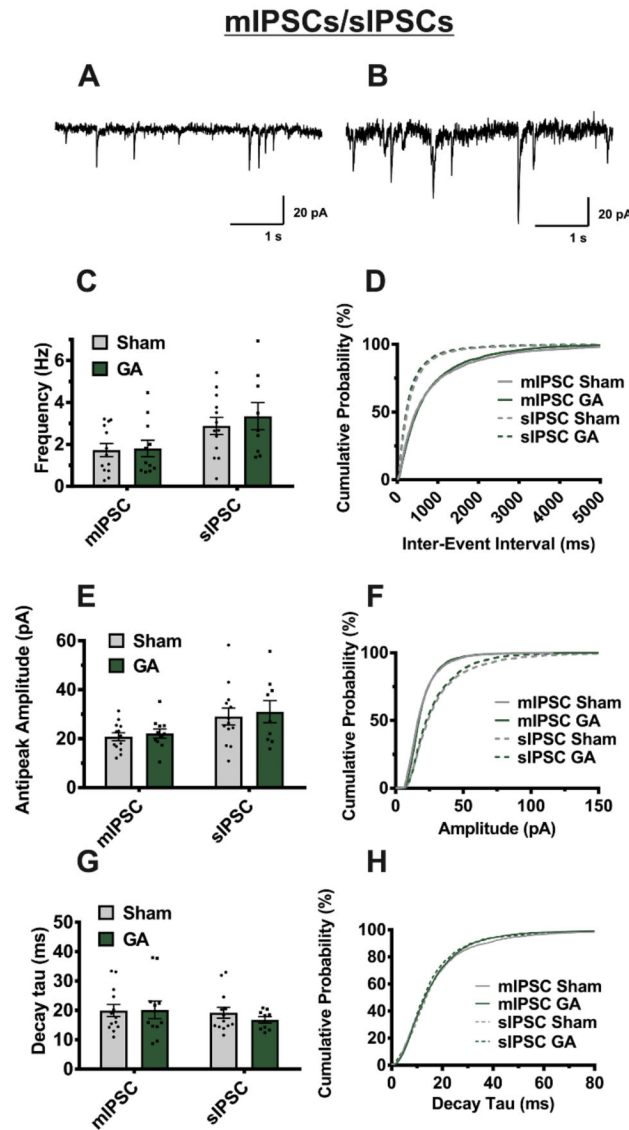 mIPSCs/sIPSCs
A
B
20 pA
1 s
20 pA
1 s
C
Frequency (Hz)
6
4
2
0
Sham
GA
mIPSC
sIPSC
D
Cumulative Probability (%)
100
50
0
mIPSC Sham
mIPSC GA
sIPSC Sham
sIPSC GA
0
1000
2000
3000
4000
5000
Inter-Event Interval (ms)
E
Antipeak Amplitude (pA)
60
40
20
0
Sham
GA
mIPSC
sIPSC
F
Cumulative Probability (%)
100
50
0
mIPSC Sham
mIPSC GA
sIPSC Sham
sIPSC GA
0
50
100
150
Amplitude (pA)
G
Decay tau (ms)
50
40
30
20
10
0
Sham
GA
mIPSC
sIPSC
H
Cumulative Probability (%)
100
80
60
40
20
0
mIPSC Sham
mIPSC GA
sIPSC Sham
sIPSC GA
0
20
40
60
80
Decay Tau (ms)